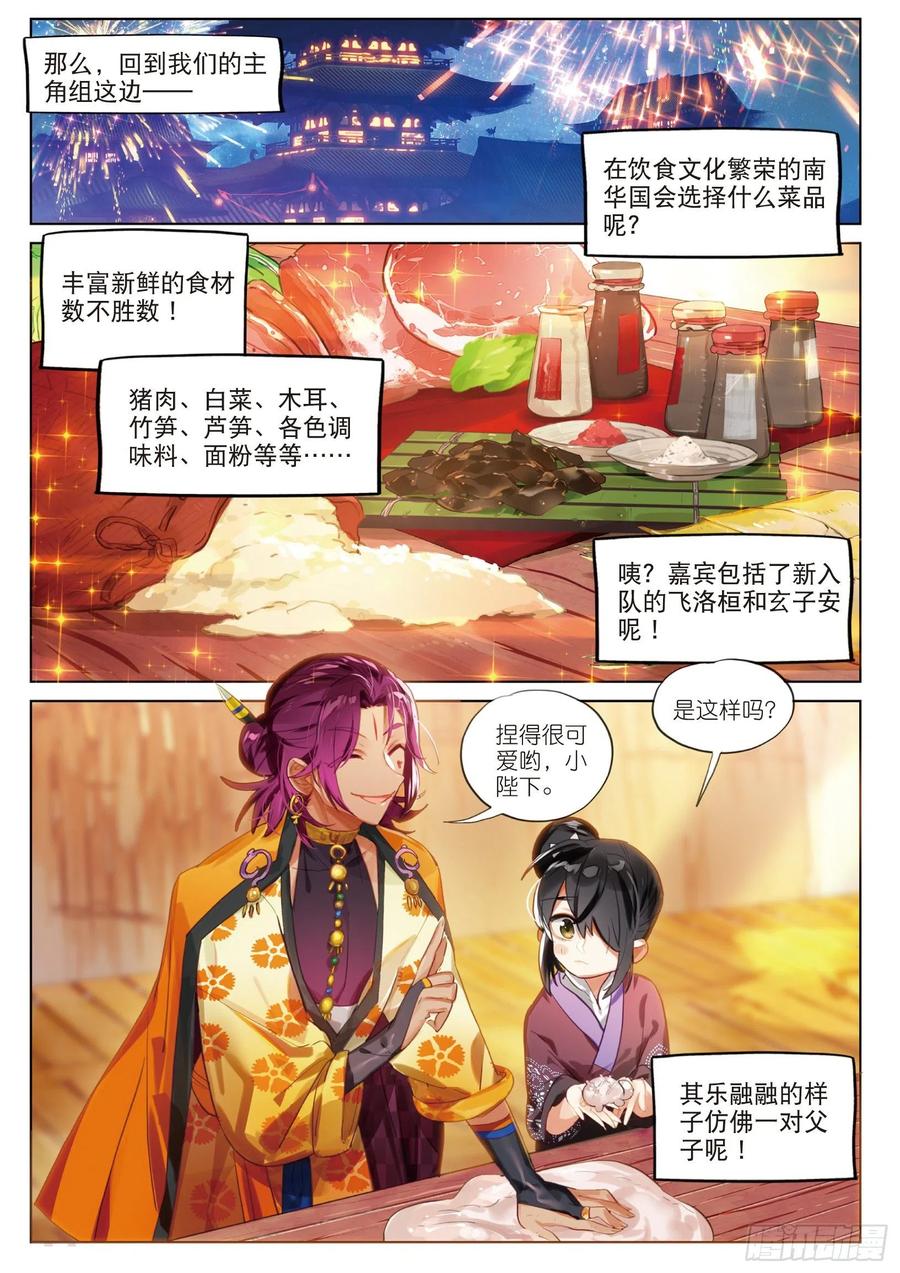 那么，回到我们的主
角组这边——
在饮食文化繁荣的南
华国会选择什么菜品
呢？
丰富新鲜的食材
数不胜数！
猪肉、白菜、木耳、
竹笋、芦笋、各色调
味料、面粉等等……
咦？嘉宾包括了新入
队的飞洛桓和玄子安
呢！
捏得很可
爱哟，小
陛下。
是这样吗？
其乐融融的样
子仿佛一对父
子呢！
腾讯动漫